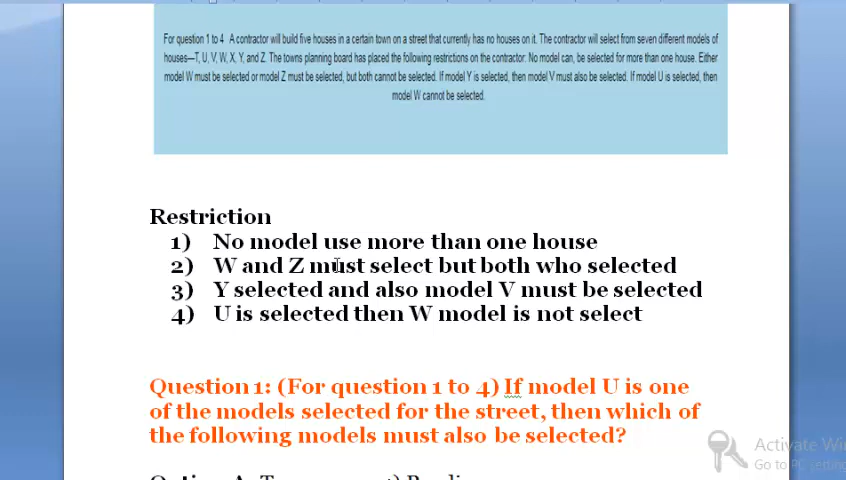 For question 1 to 4 A contractor will build five houses in a certain town on a street that currently has no houses on it. The contractor will select from seven different models of
houses—T, U, V, W, X, Y, and Z. The towns planning board has placed the following restrictions on the contractor: No model can, be selected for more than one house. Either
model W must be selected or model Z must be selected, but both cannot be selected. If model Y is selected, then model V must also be selected. If model U is selected, then
model W cannot be selected.
Restriction
1) No model use more than one house
2) W and Z must select but both who selected
3) Y selected and also model V must be selected
4) U is selected then W model is not select
Question 1: (For question 1 to 4) If model U is one
of the models selected for the street, then which of
the following models must also be selected?
Activate Win
Go to PC setting